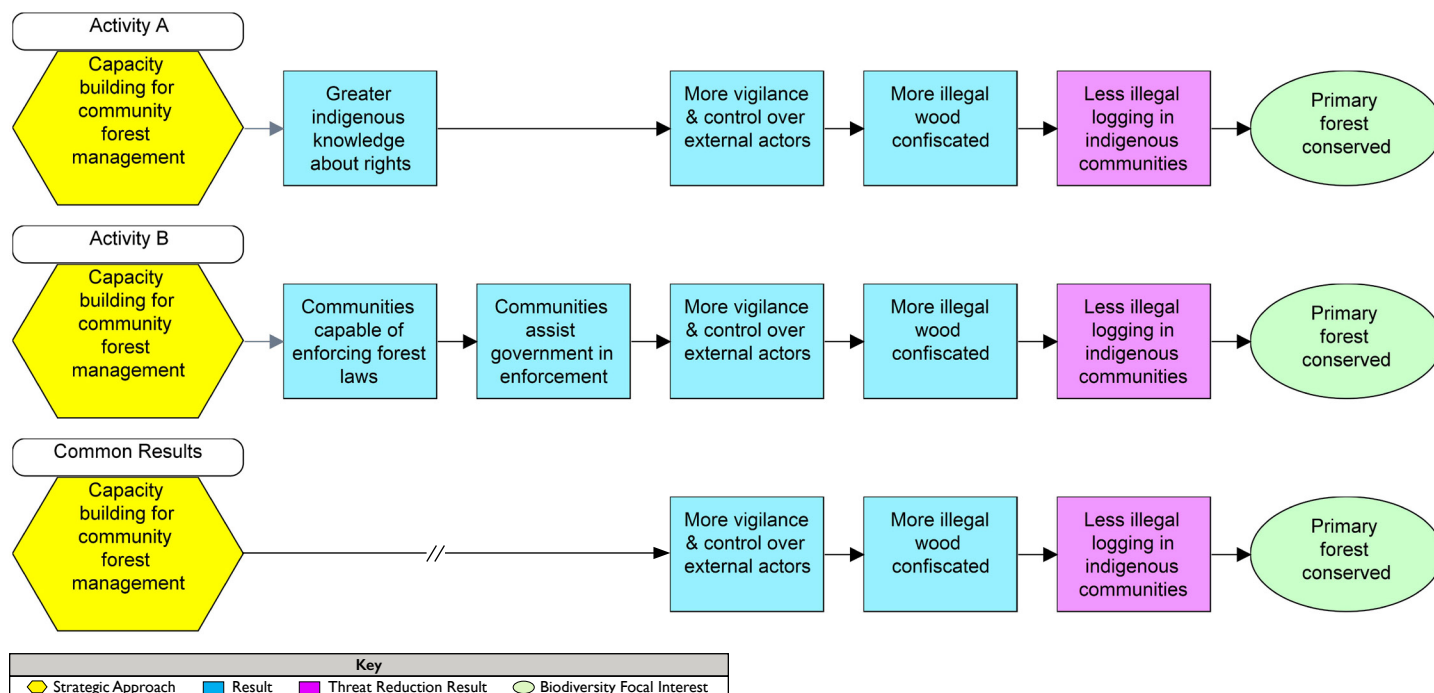 Activity A
Capacity
building for
community
forest
management
Greater
indigenous
knowledge
about rights
More vigilance
& control over
external actors
More illegal
wood
confiscated
Less illegal
logging in
indigenous
communities
Primary
forest
conserved
Activity B
Capacity
building for
community
forest
management
Communities
capable of
enforcing forest
laws
Communities
assist
government in
enforcement
More vigilance
& control over
external actors
More illegal
wood
confiscated
Less illegal
logging in
indigenous
communities
Primary
forest
conserved
Common Results
Capacity
building for
community
forest
management
//
More vigilance
& control over
external actors
More illegal
wood
confiscated
Less illegal
logging in
indigenous
communities
Primary
forest
conserved
Key
Strategic Approach
Result
Threat Reduction Result
Biodiversity Focal Interest